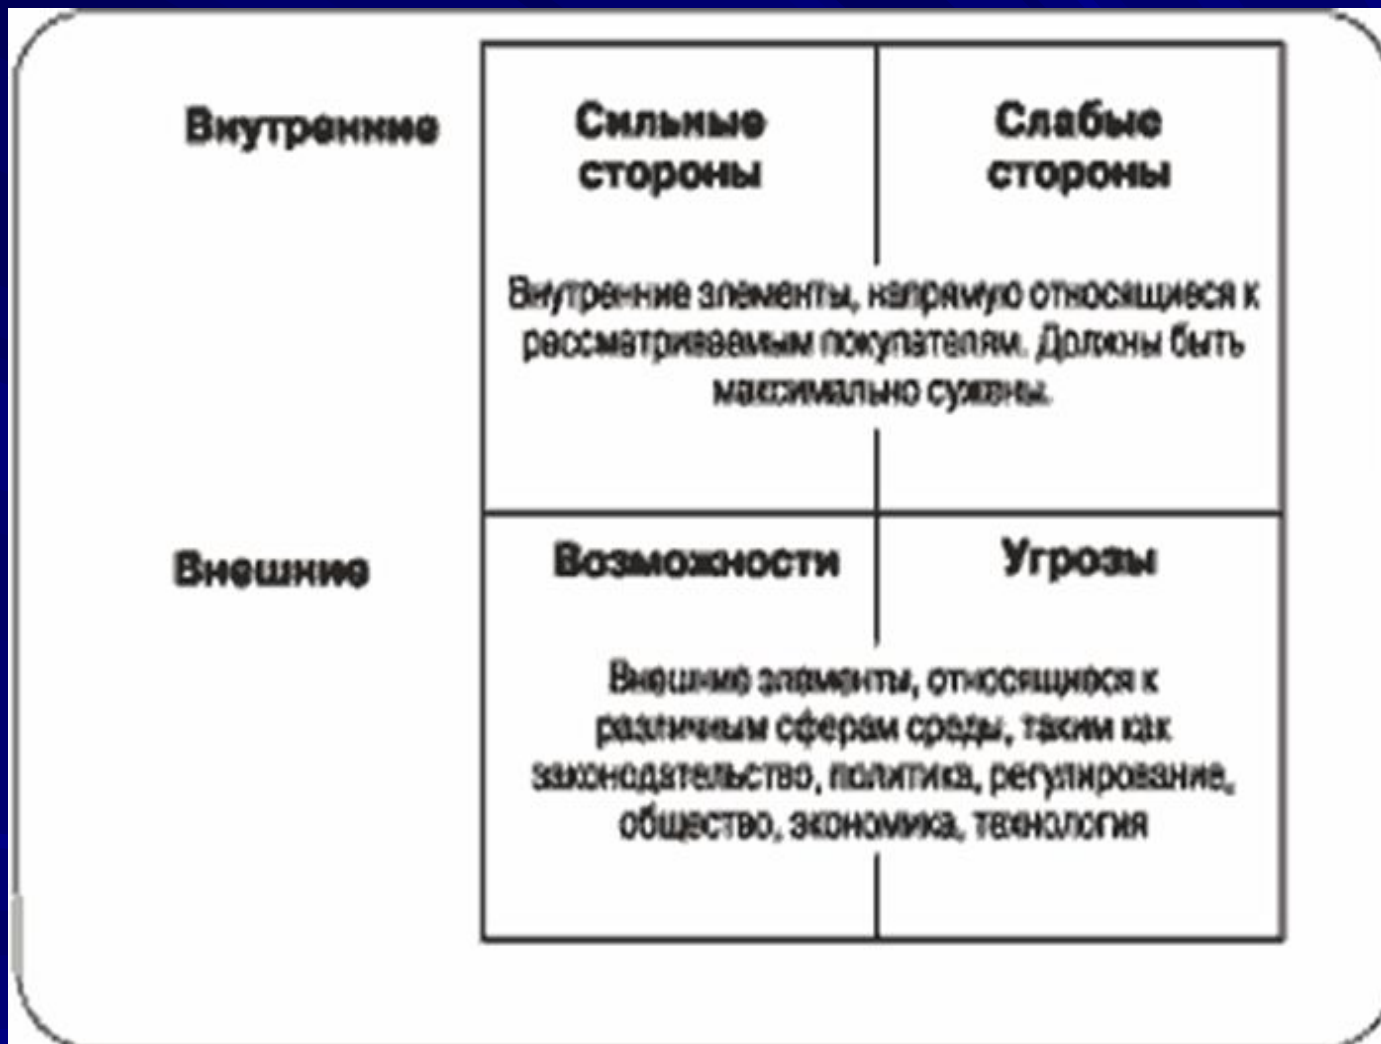 Внутренние
Сильные
стороны
Слабые
стороны
Внутренние элементы, напрямую относящиеся к
рассматриваемым покупателям. Должны быть
максимально сужены.
Внешние
Возможности
Угрозы
Внешние элементы, относящиеся к
различным сферам среды, таким как
законодательство, политика, регулирование,
общество, экономика, технология